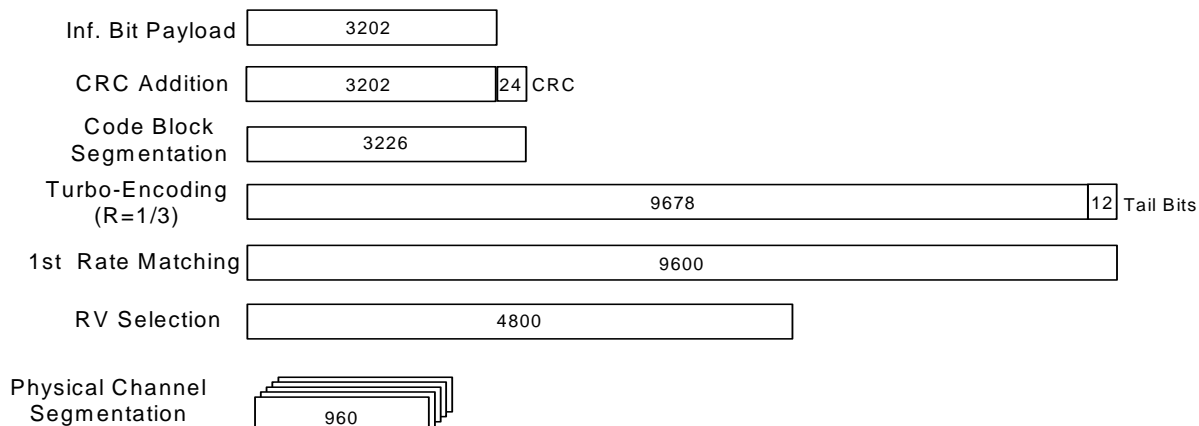 Inf. Bit Payload 3202
CRC Addition 3202 24 CRC
Code Block
Segmentation 3226
Turbo-Encoding
(R=1/3) 9678 12 Tail Bits
1st Rate Matching 9600
RV Selection 4800
Physical Channel
Segmentation 960